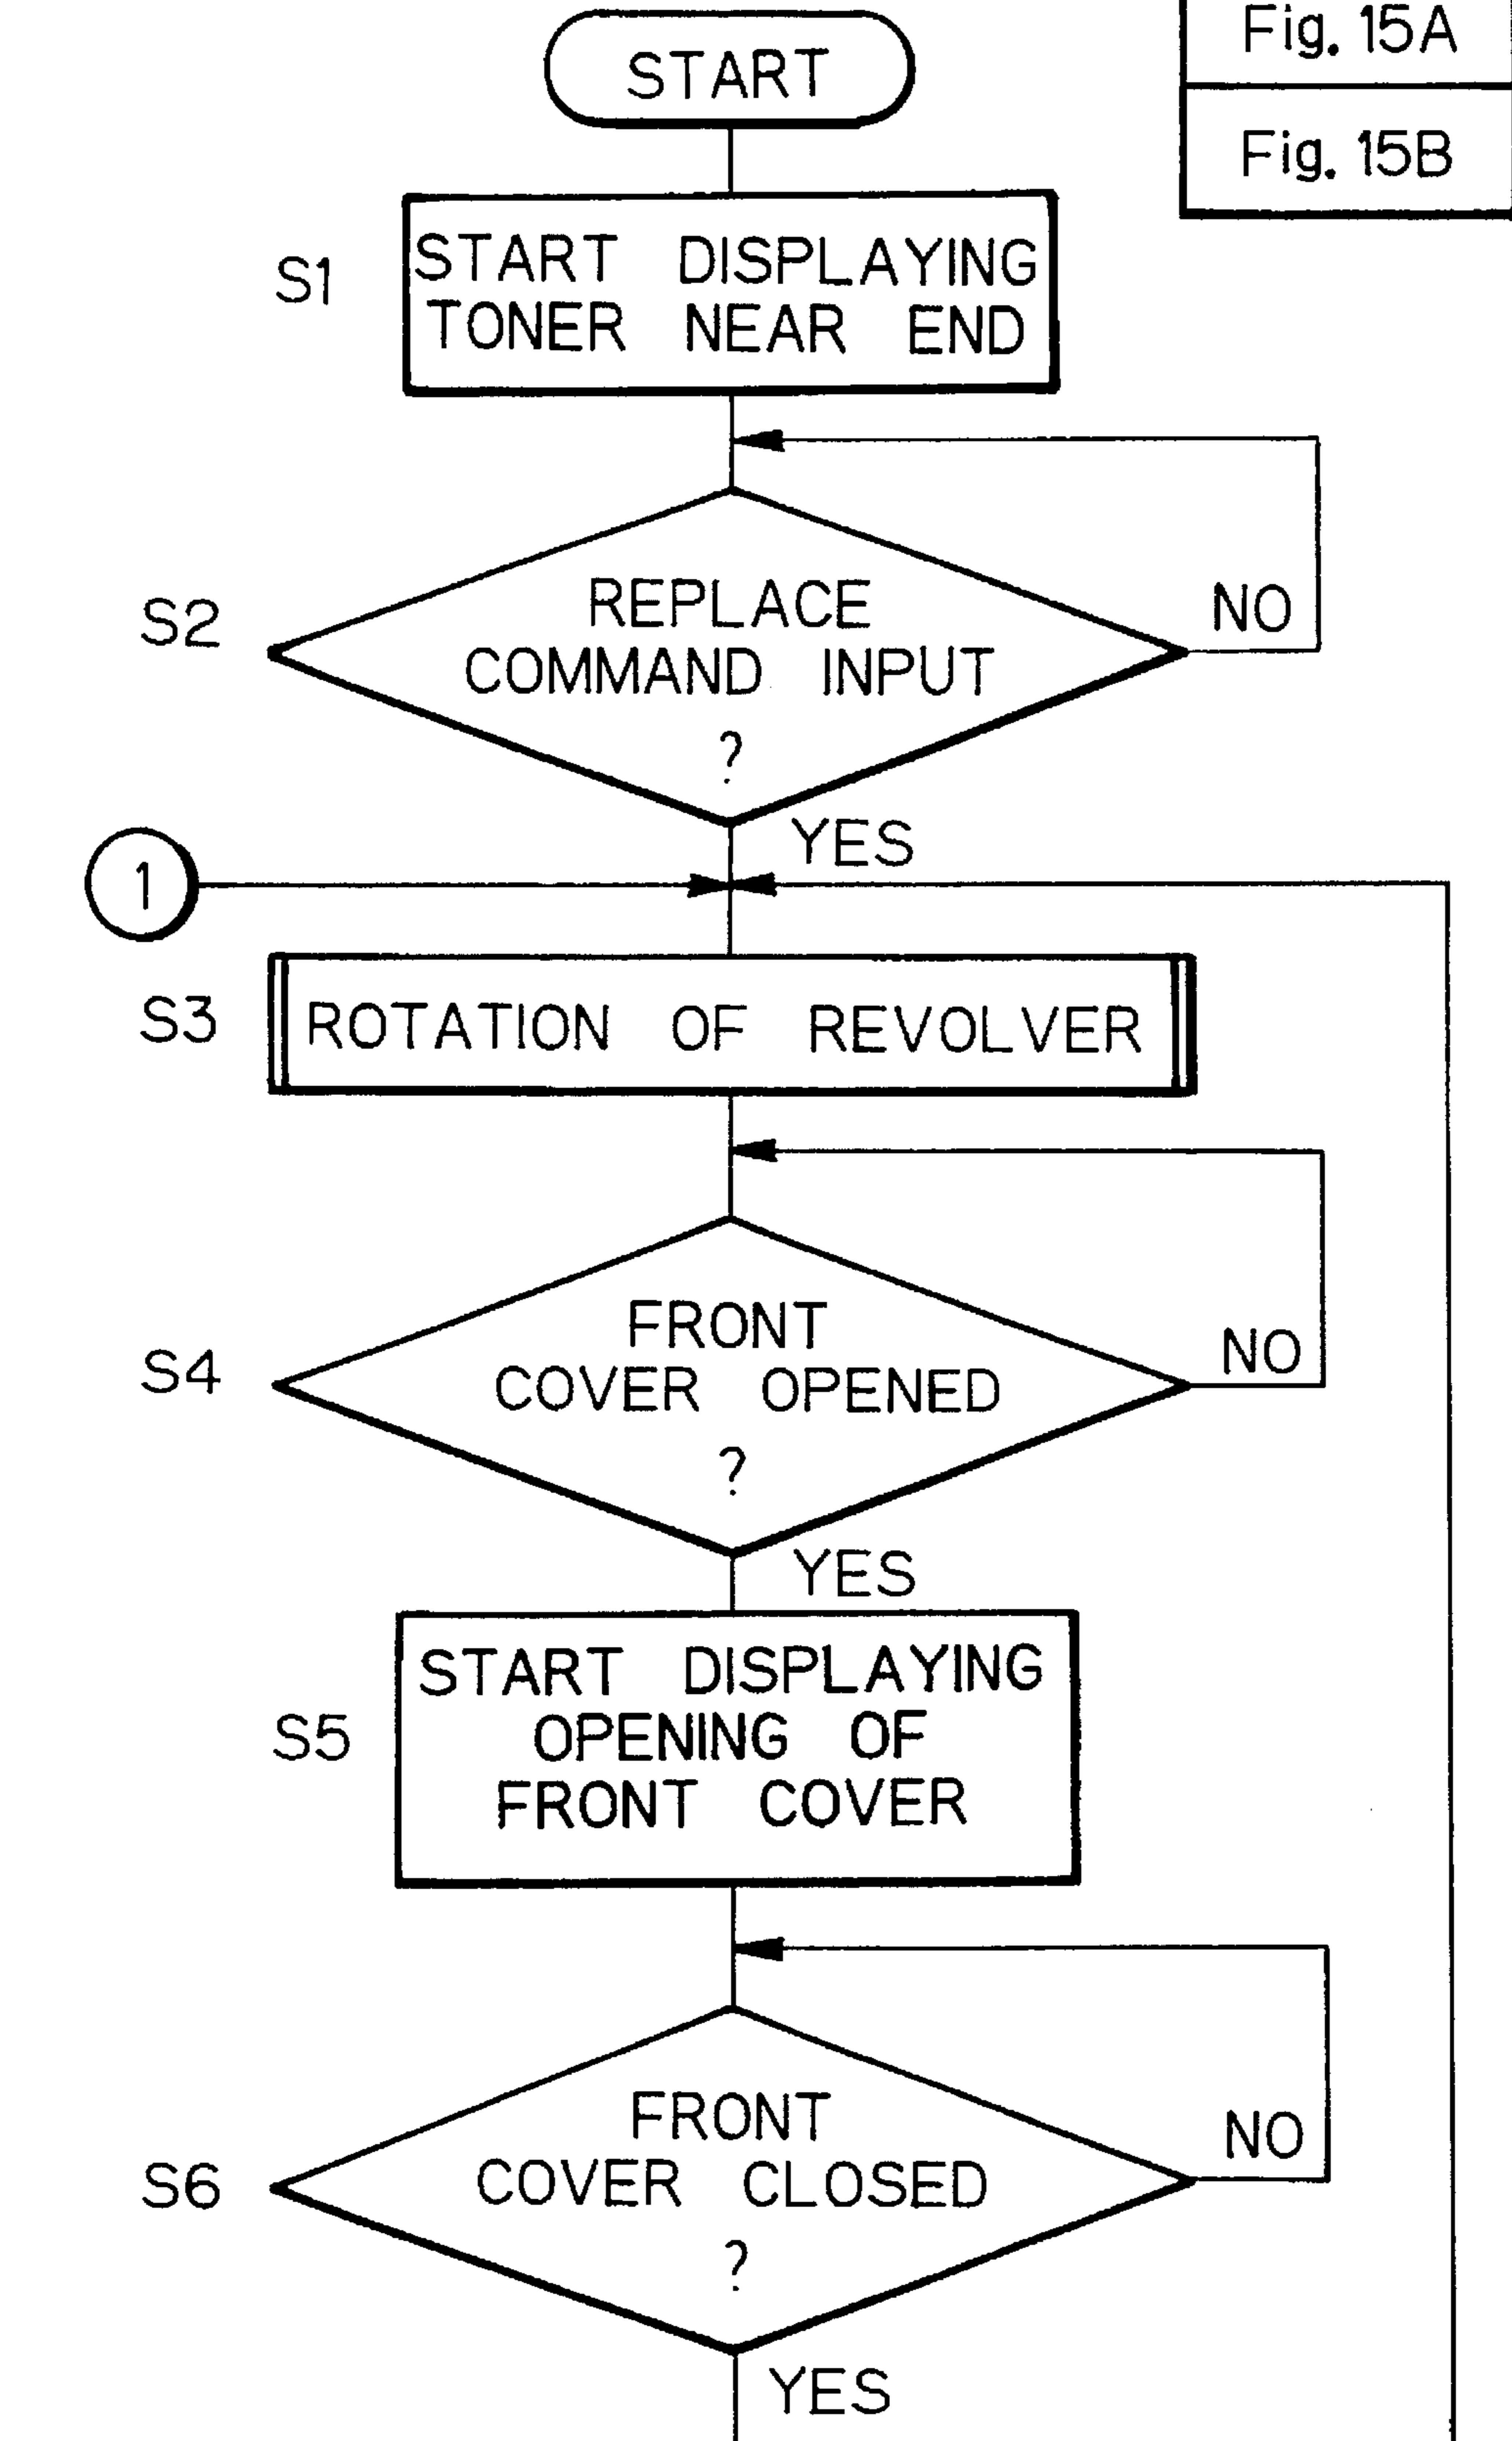 Fig. 15A
Fig. 15B
START
S1
START DISPLAYING
TONER NEAR END
S2
REPLACE
COMMAND INPUT
?
NO
YES
1
S3
ROTATION OF REVOLVER
S4
FRONT
COVER OPENED
?
NO
YES
S5
START DISPLAYING
OPENING OF
FRONT COVER
S6
FRONT
COVER CLOSED
?
NO
YES